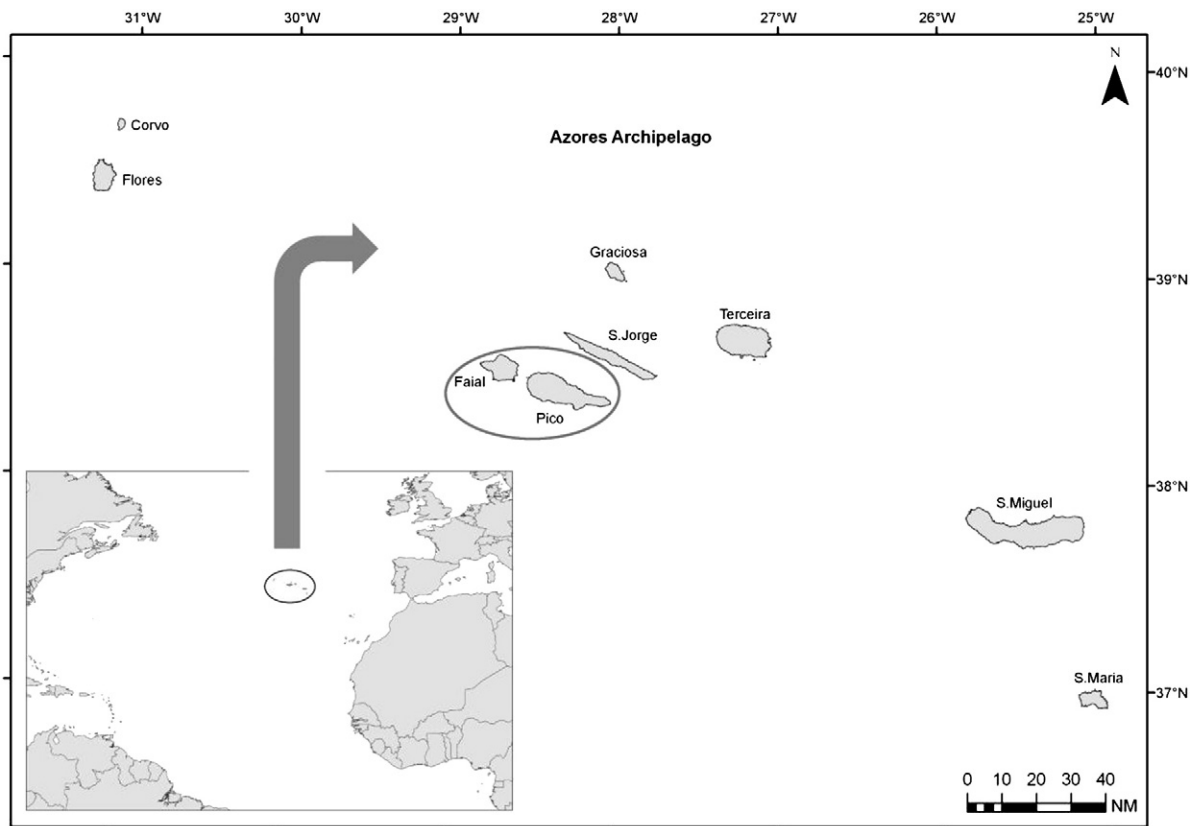 31°W 30°W 29°W 28°W 27°W 26°W 25°W
N
40°N
Corvo
Azores Archipelago
Flores
Graciosa
39°N
Terceira
S.Jorge
Faial
Pico
38°N
S.Miguel
S.Maria
37°N
0 10 20 30 40
NM